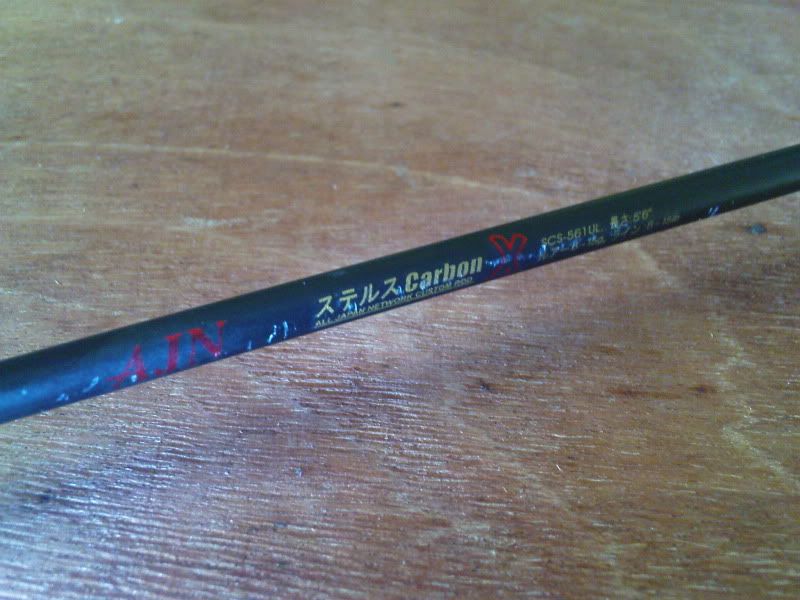 AJN
ステルス Carbon X
ALL JAPAN NETWORK CUSTOM ROD
SCS-561UL 長さ:5'6"